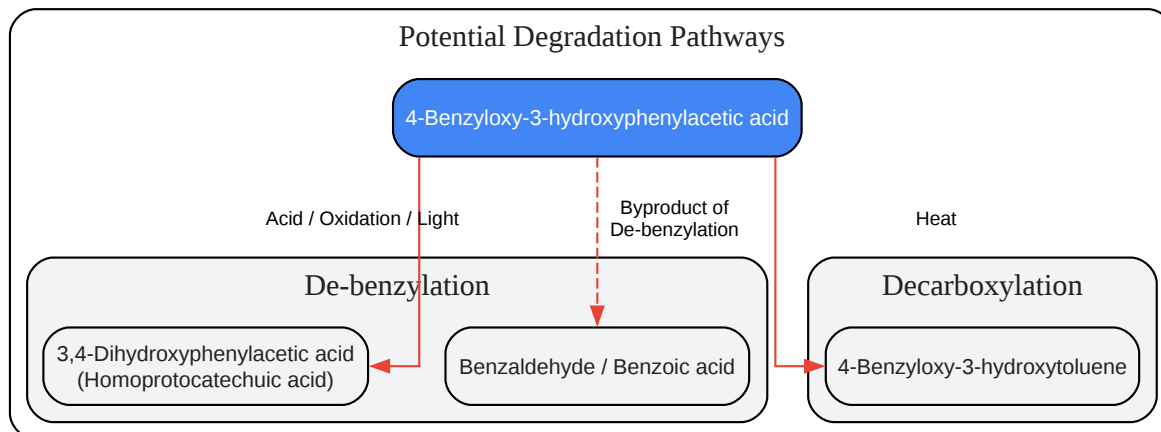 Potential Degradation Pathways
4-Benzyloxy-3-hydroxyphenylacetic acid
Acid / Oxidation / Light
Byproduct of
De-benzylation
Heat
De-benzylation
Decarboxylation
3,4-Dihydroxyphenylacetic acid
(Homoprotocatechuic acid)
Benzaldehyde / Benzoic acid
4-Benzyloxy-3-hydroxytoluene